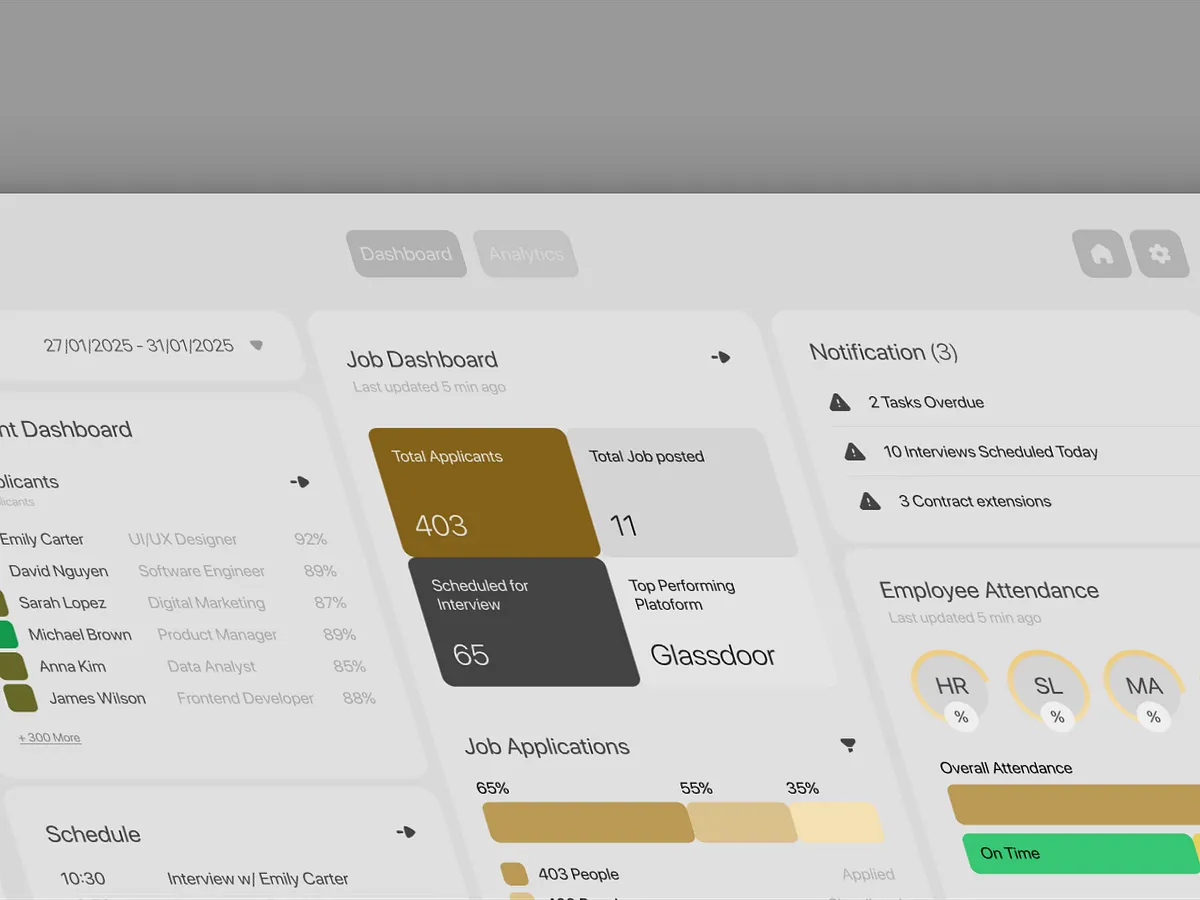 Dashboard
Analytics
27/01/2025 - 31/01/2025
Dashboard
Emily Carter UI/UX Designer 92%
David Nguyen Software Engineer 89%
Sarah Lopez Digital Marketing 87%
Michael Brown Product Manager 89%
Anna Kim Data Analyst 85%
James Wilson Frontend Developer 88%
+ 300 More
Schedule
10:30 Interview w/ Emily Carter
Job Dashboard
Last updated 5 min ago
Total Applicants
403
Total Job posted
11
Scheduled for
Interview
65
Top Performing
Platoform
Glassdoor
Job Applications
65% 55% 35%
403 People Applied
Notification (3)
2 Tasks Overdue
10 Interviews Scheduled Today
3 Contract extensions
Employee Attendance
Last updated 5 min ago
HR
%
SL
%
MA
%
Overall Attendance
On Time